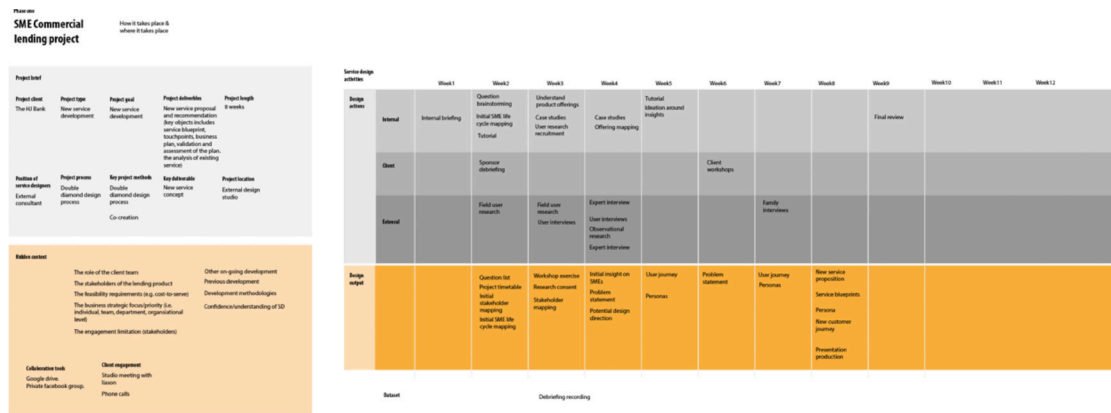 Phase one
SME Commercial
lending project
How it takes place &
where it takes place
Project brief
Project client
The HJ Bank
Project type
New service
development
Project goal
New service
development
Project deliverables
New service proposal
and recommendation
(key objects includes
service blueprint,
touchpoints, business
plan, validation and
assessment of the plan.
the analysis of existing
service)
Project length
8 weeks
Position of
service designers
External
consultant
Project process
Double
diamond design
process
Key project methods
Double
diamond design
process
Co-creation
Key deliverable
New service
concept
Project location
External design
studio
Hidden context
The role of the client team
The stakeholders of the lending product
The feasibility requirements (e.g. cost-to-serve)
The business strategic focus/priority (i.e,
individual, team, department, orgnsiational
level)
The engagement limitation (stakeholders)
Other on-going development
Previous development
Development methodologies
Confidence/understanding of SD
Collaborative tools
Google drive.
Private facebook group.
Client engagement
Studio meeting with
liason
Phone calls
Service design
activities
Week1
Week2
Week3
Week4
Week5
Week6
Week7
Week8
Week9
Week10
Week11
Week12
Design
actions
Internal
Internal briefing
Question
brainstorming
Initial SME life
cycle mapping
Tutorial
Understand
product offerings
Case studies
User research
recruitment
Case studies
Offering mapping
Tutorial
Ideation around
insights
Final review
Client
Sponsor
debriefing
Client
workshops
External
Field user
research
Field user
research
User interviews
Expert interview
User interviews
Observational
research
Expert interview
Family
interviews
Design
output
Question list
Project timetable
Initial
stakeholder
mapping
Initial SME life
cycle mapping
Workshop exercise
Research consent
Stakeholder
mapping
Initial insight on
SMEs
Problem
statement
Potential design
direction
User journey
Personas
Problem
statement
User journey
Personas
New service
proposition
Service blueprints
Persona
New customer
journey
Presentation
production
Dataset
Debriefing recording